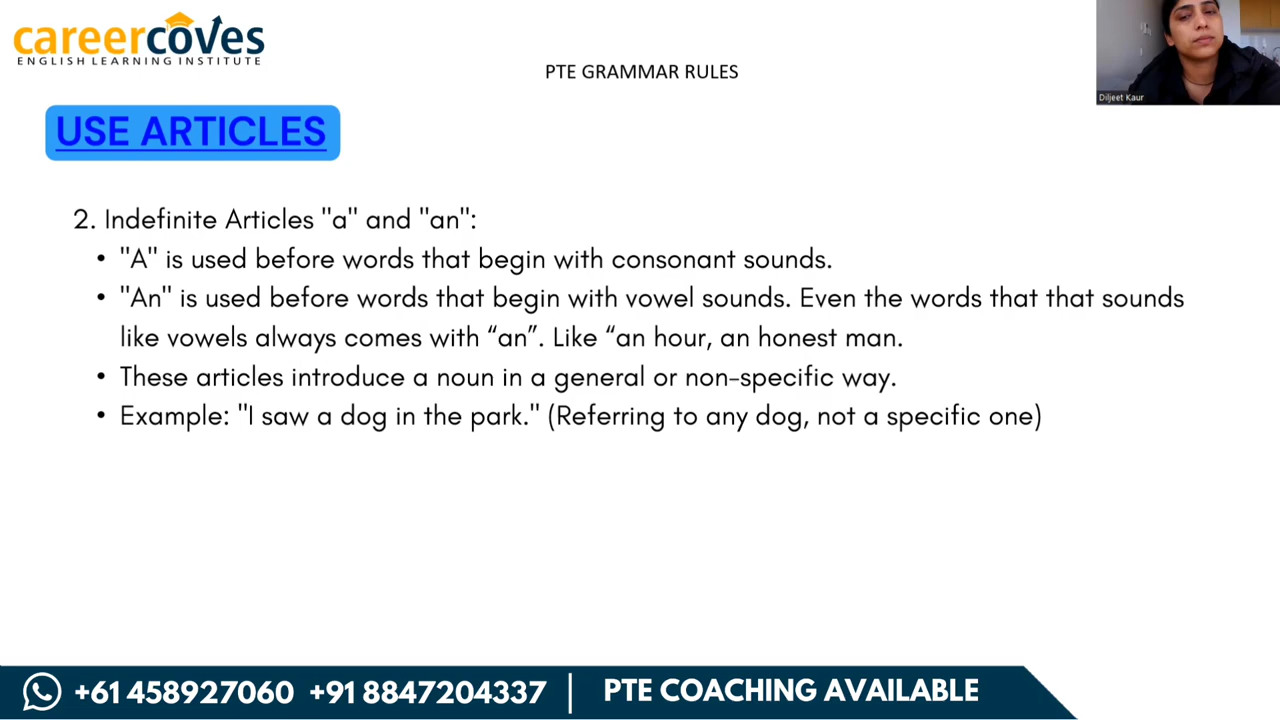 careercoves
ENGLISH LEARNING INSTITUTE
PTE GRAMMAR RULES
Diljeet Kaur
USE ARTICLES
2. Indefinite Articles "a" and "an":
• "A" is used before words that begin with consonant sounds.
• "An" is used before words that begin with vowel sounds. Even the words that that sounds
like vowels always comes with “an”. Like “an hour, an honest man.
• These articles introduce a noun in a general or non-specific way.
• Example: "I saw a dog in the park." (Referring to any dog, not a specific one)
+61 458927060 +91 8847204337 | PTE COACHING AVAILABLE